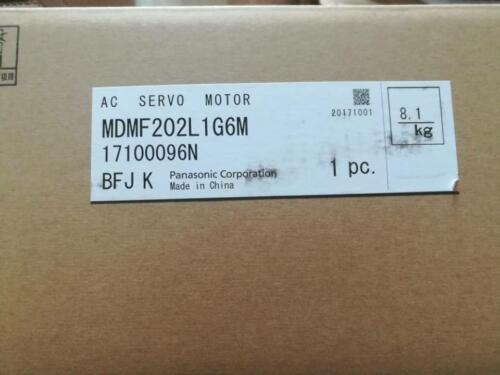 AC SERVO MOTOR
20171001
8.1
kg
MDMF202L1G6M
17100096N
BFJ K
Panasonic Corporation
Made in China
1 pc.